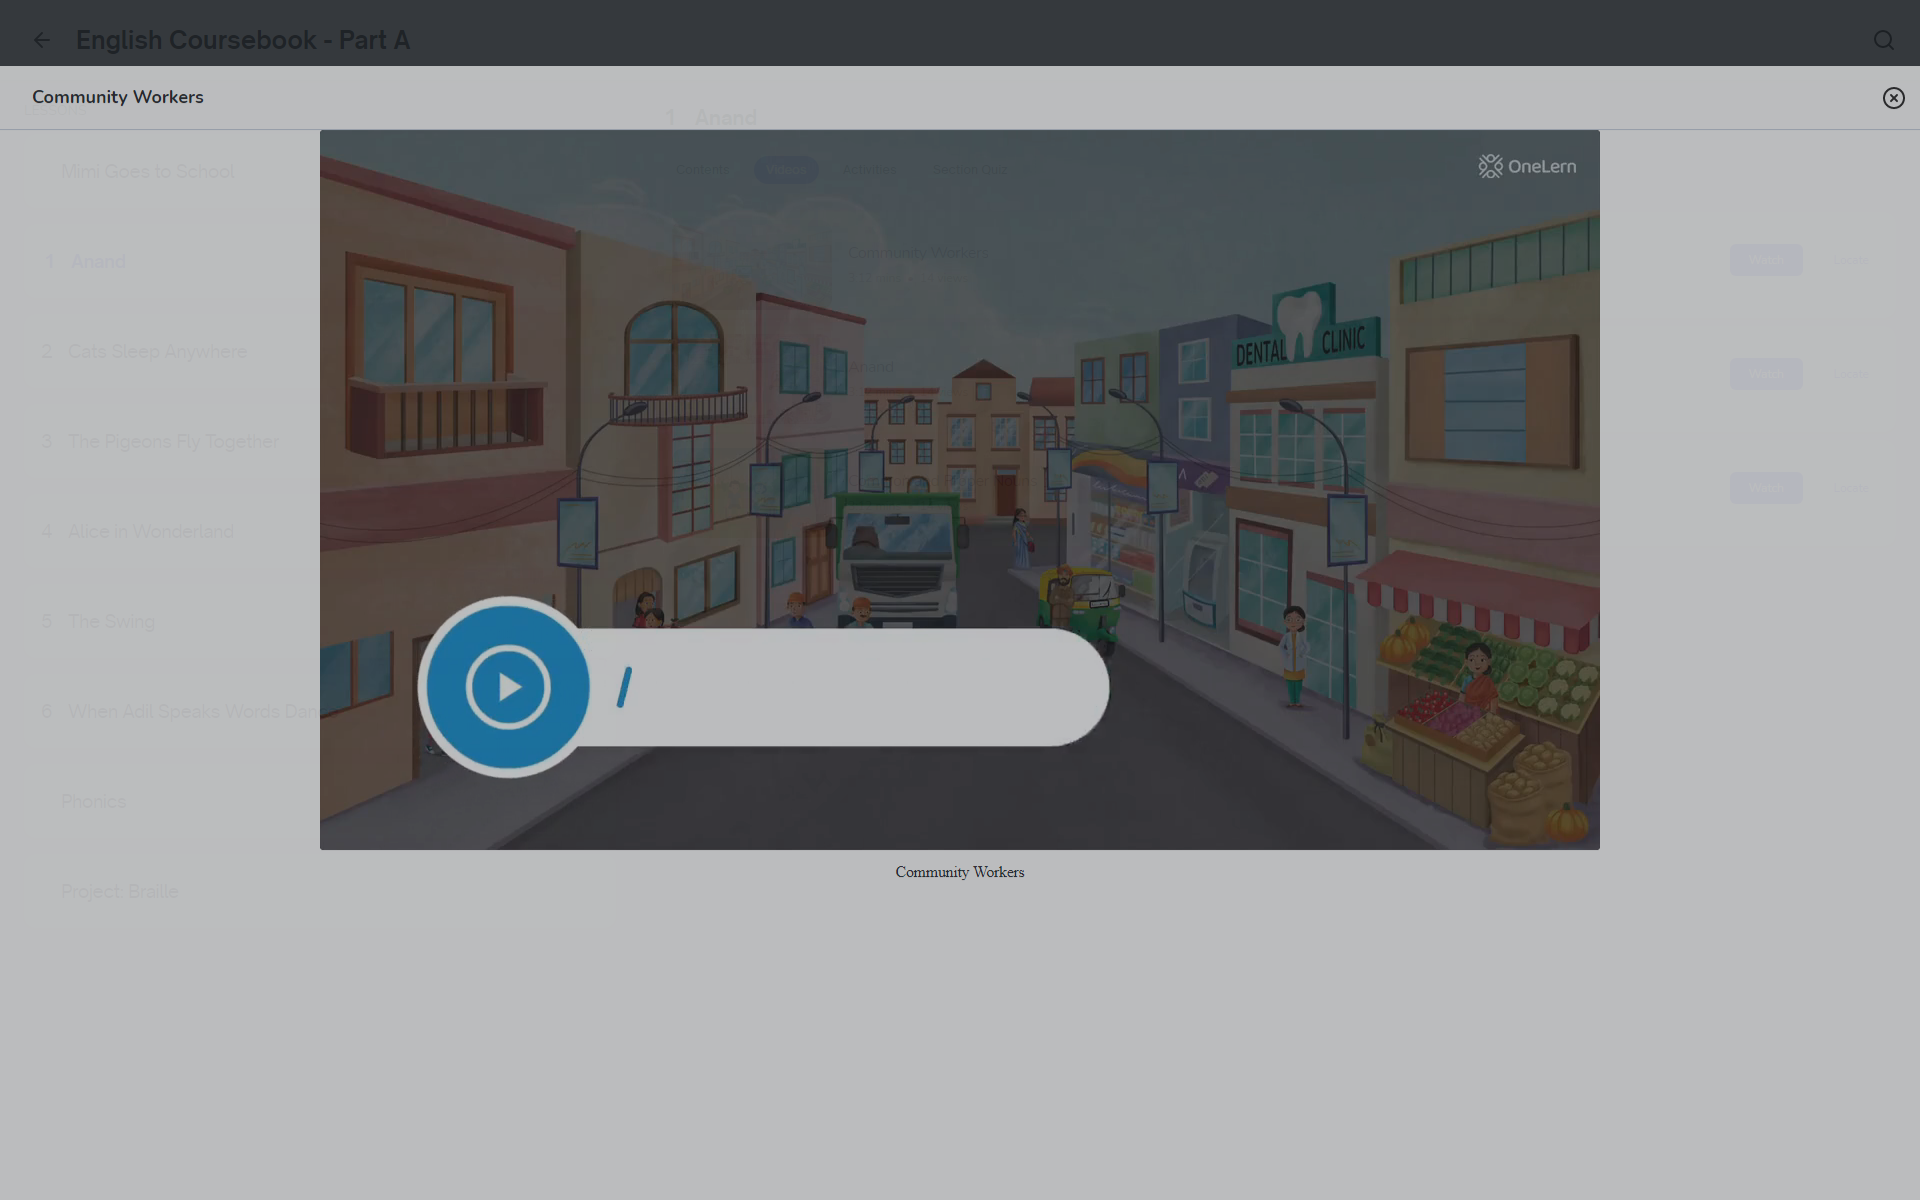 English Coursebook - Part A
Community Workers
1 Anand
Mimi Goes to School
Contents
Videos
Activities
Section Quiz
OneLern
Community Workers
1 Anand
DENTAL CLINIC
2 Cats Sleep Anywhere
Anand
3 The Pigeons Fly Together
4 Alice in Wonderland
5 The Swing
/
6 When Adil Speaks Words Dan
Phonics
Community Workers
Project: Braille